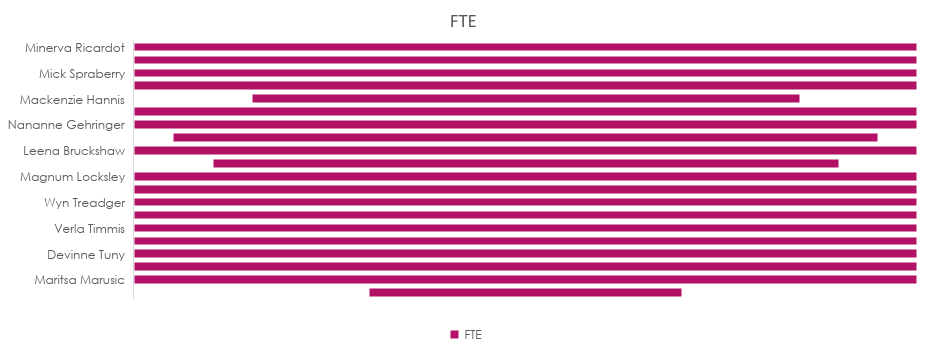 FTE
Minerva Ricardot
Mick Spraberry
Mackenzie Hannis
Nananne Gehringer
Leena Bruckshaw
Magnum Locksley
Wyn Treadger
Verla Timmis
Devinne Tuny
Maritsa Marusic
FTE